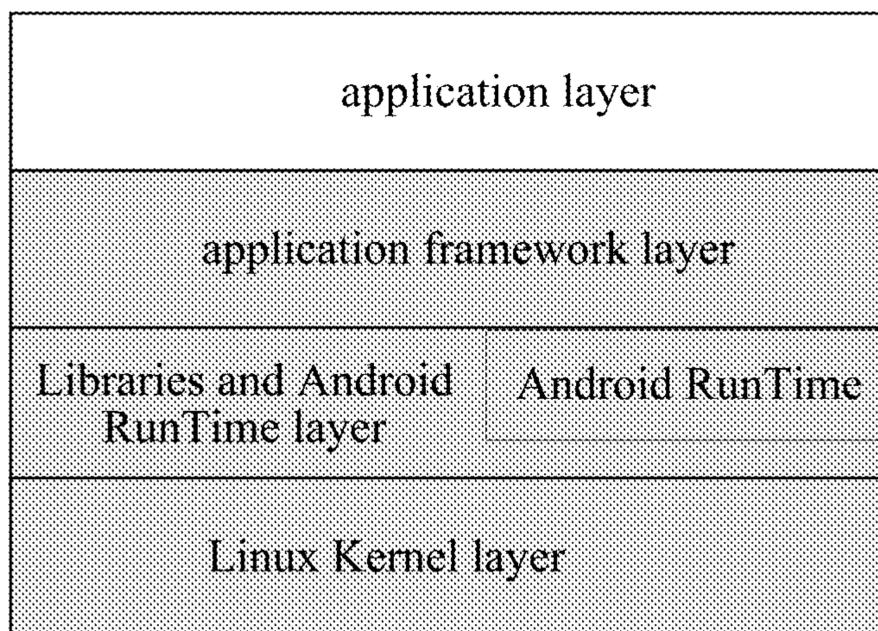 application layer
application framework layer
Libraries and Android
RunTime layer
Android RunTime
Linux Kernel layer